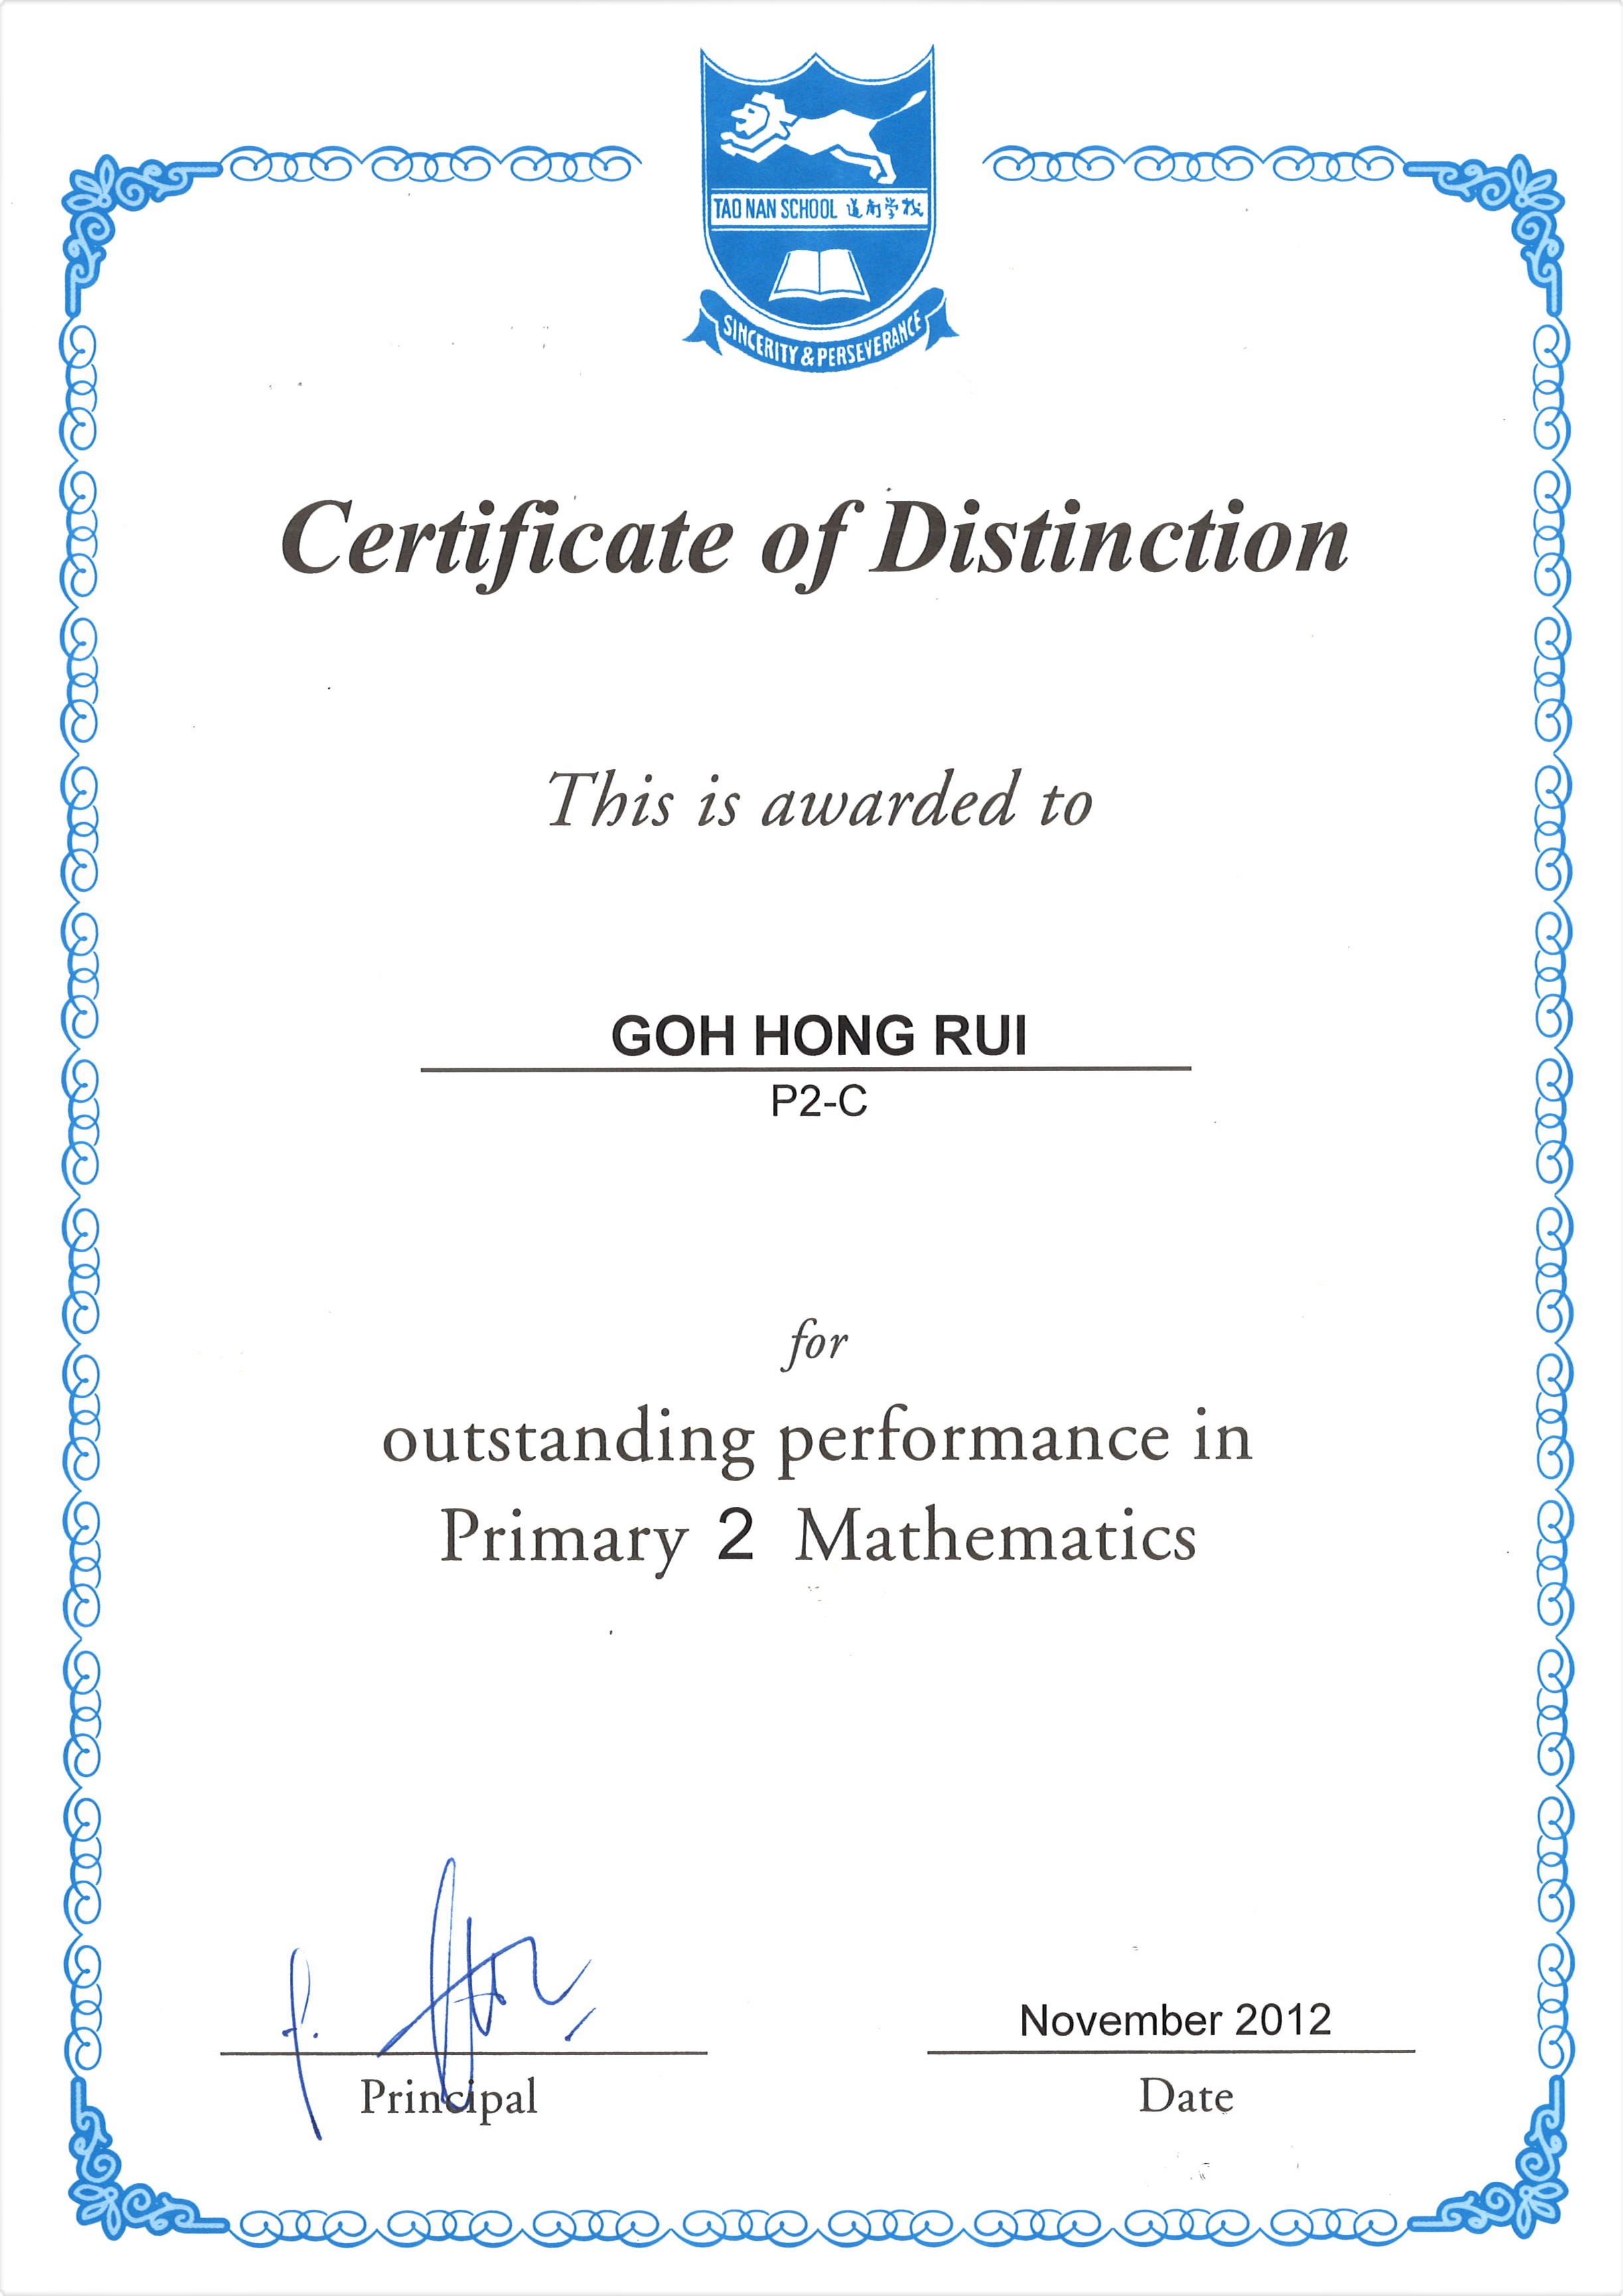 TAO NAN SCHOOL 道南学校
SINCERITY & PERSEVERANCE
Certificate of Distinction
This is awarded to
GOH HONG RUI
P2-C
for
outstanding performance in
Primary 2 Mathematics
November 2012
Principal
Date